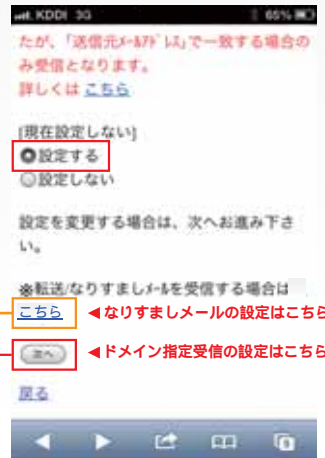 KDDI 3G 65%
たが、「送信元ﾒｰﾙｱﾄﾞﾚｽ」で一致する場合の
み受信となります。
詳しくは こちら
[現在設定しない]
設定する
設定しない
設定を変更する場合は、次へお進み下さ
い。
※転送/なりすましﾒｰﾙを受信する場合は
こちら ◀なりすましメールの設定はこちら
次へ ◀ドメイン指定受信の設定はこちら
戻る